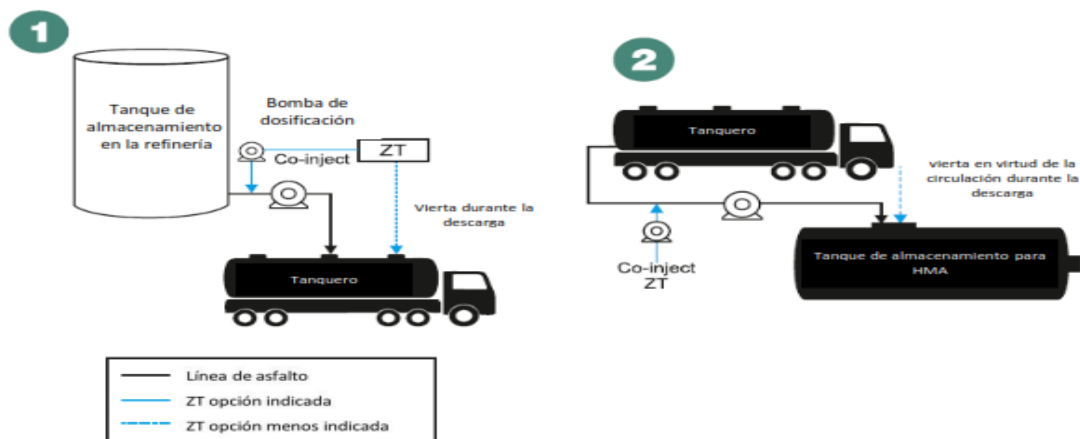 1
Tanque de
almacenamiento
en la refinería
Bomba de
dosificación
Co-inject
ZT
Vierta durante la
descarga
Tanquero
2
Tanquero
vierta en virtud de la
circulación durante la
descarga
Co-inject
ZT
Tanque de almacenamiento para
HMA
Línea de asfalto
ZT opción indicada
ZT opción menos indicada